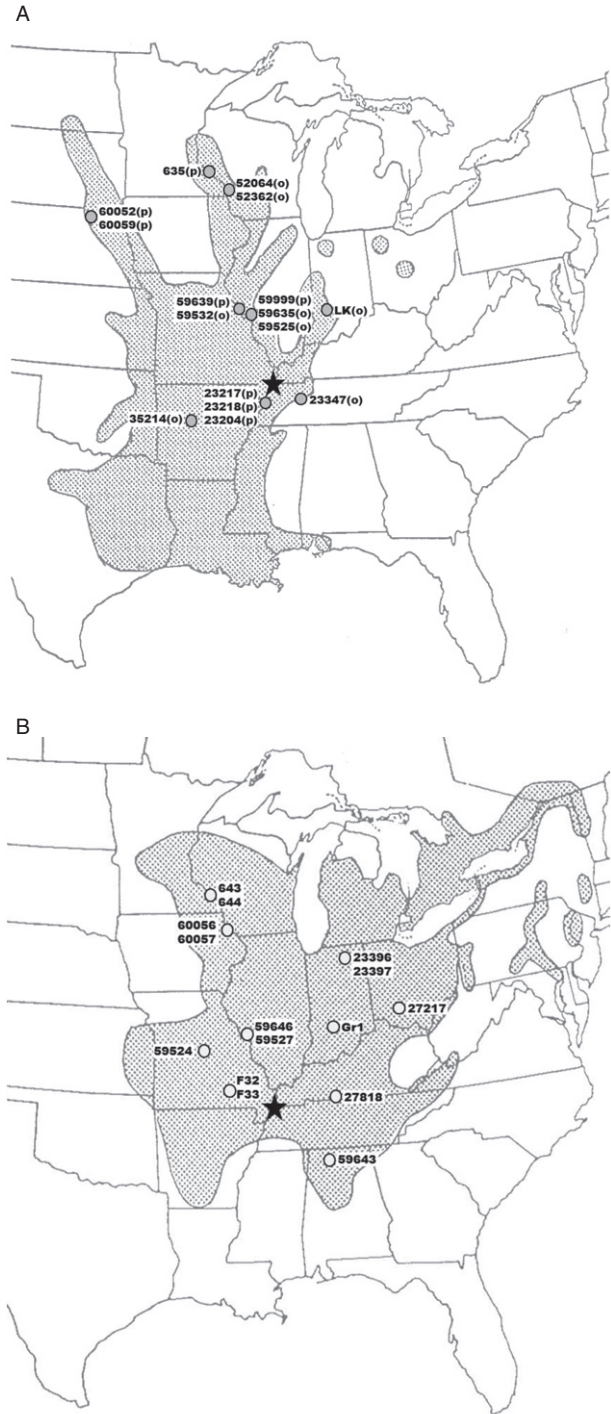 A
635(p)
52064(o)
52362(o)
60052(p)
60059(p)
59639(p)
59532(o)
59999(p)
59635(o)
59525(o)
LK(o)
23217(p)
23218(p)
23204(p)
23347(o)
35214(o)
B
643
644
60056
60057
23396
23397
27217
59646
59527
Gr1
59524
F32
F33
27818
59643